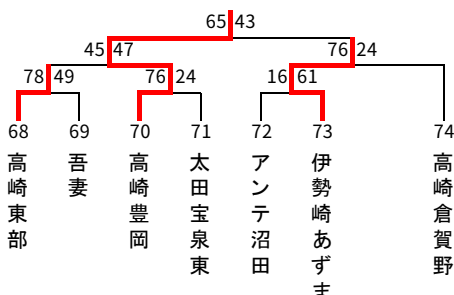 65 43
45 47 76 24
78 49 76 24 16 61
68 69 70 71 72 73 74
高崎東部
吾妻
高崎豊岡
太田宝泉東
アンテ沼田
伊勢崎あずま
高崎倉賀野